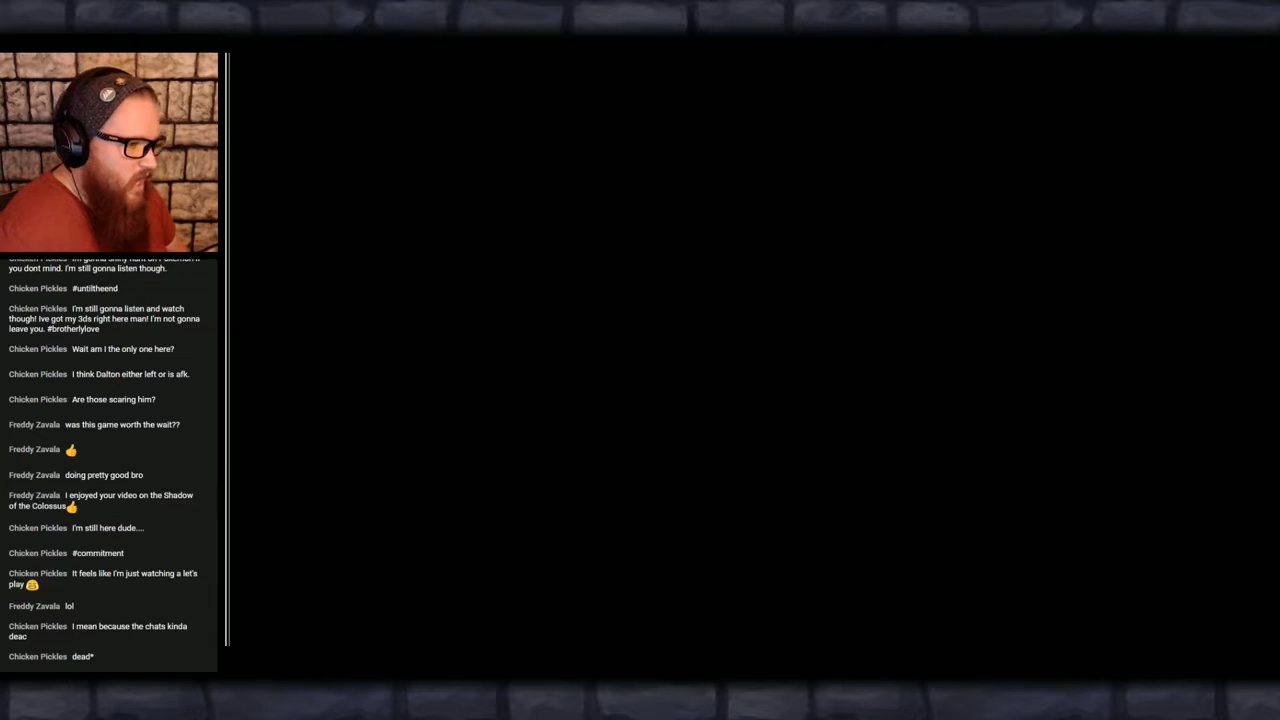 you dont mind. I'm still gonna listen though.
Chicken Pickles #untiltheend
Chicken Pickles I'm still gonna listen and watch
though! Ive got my 3ds right here man! I'm not gonna
leave you. #brotherlylove
Chicken Pickles Wait am I the only one here?
Chicken Pickles I think Dalton either left or is afk.
Chicken Pickles Are those scaring him?
Freddy Zavala was this game worth the wait??
Freddy Zavala 👍
Freddy Zavala doing pretty good bro
Freddy Zavala I enjoyed your video on the Shadow
of the Colossus👍
Chicken Pickles I'm still here dude....
Chicken Pickles #commitment
Chicken Pickles It feels like I'm just watching a let's
play 😂
Freddy Zavala lol
Chicken Pickles I mean because the chats kinda
deac
Chicken Pickles dead*